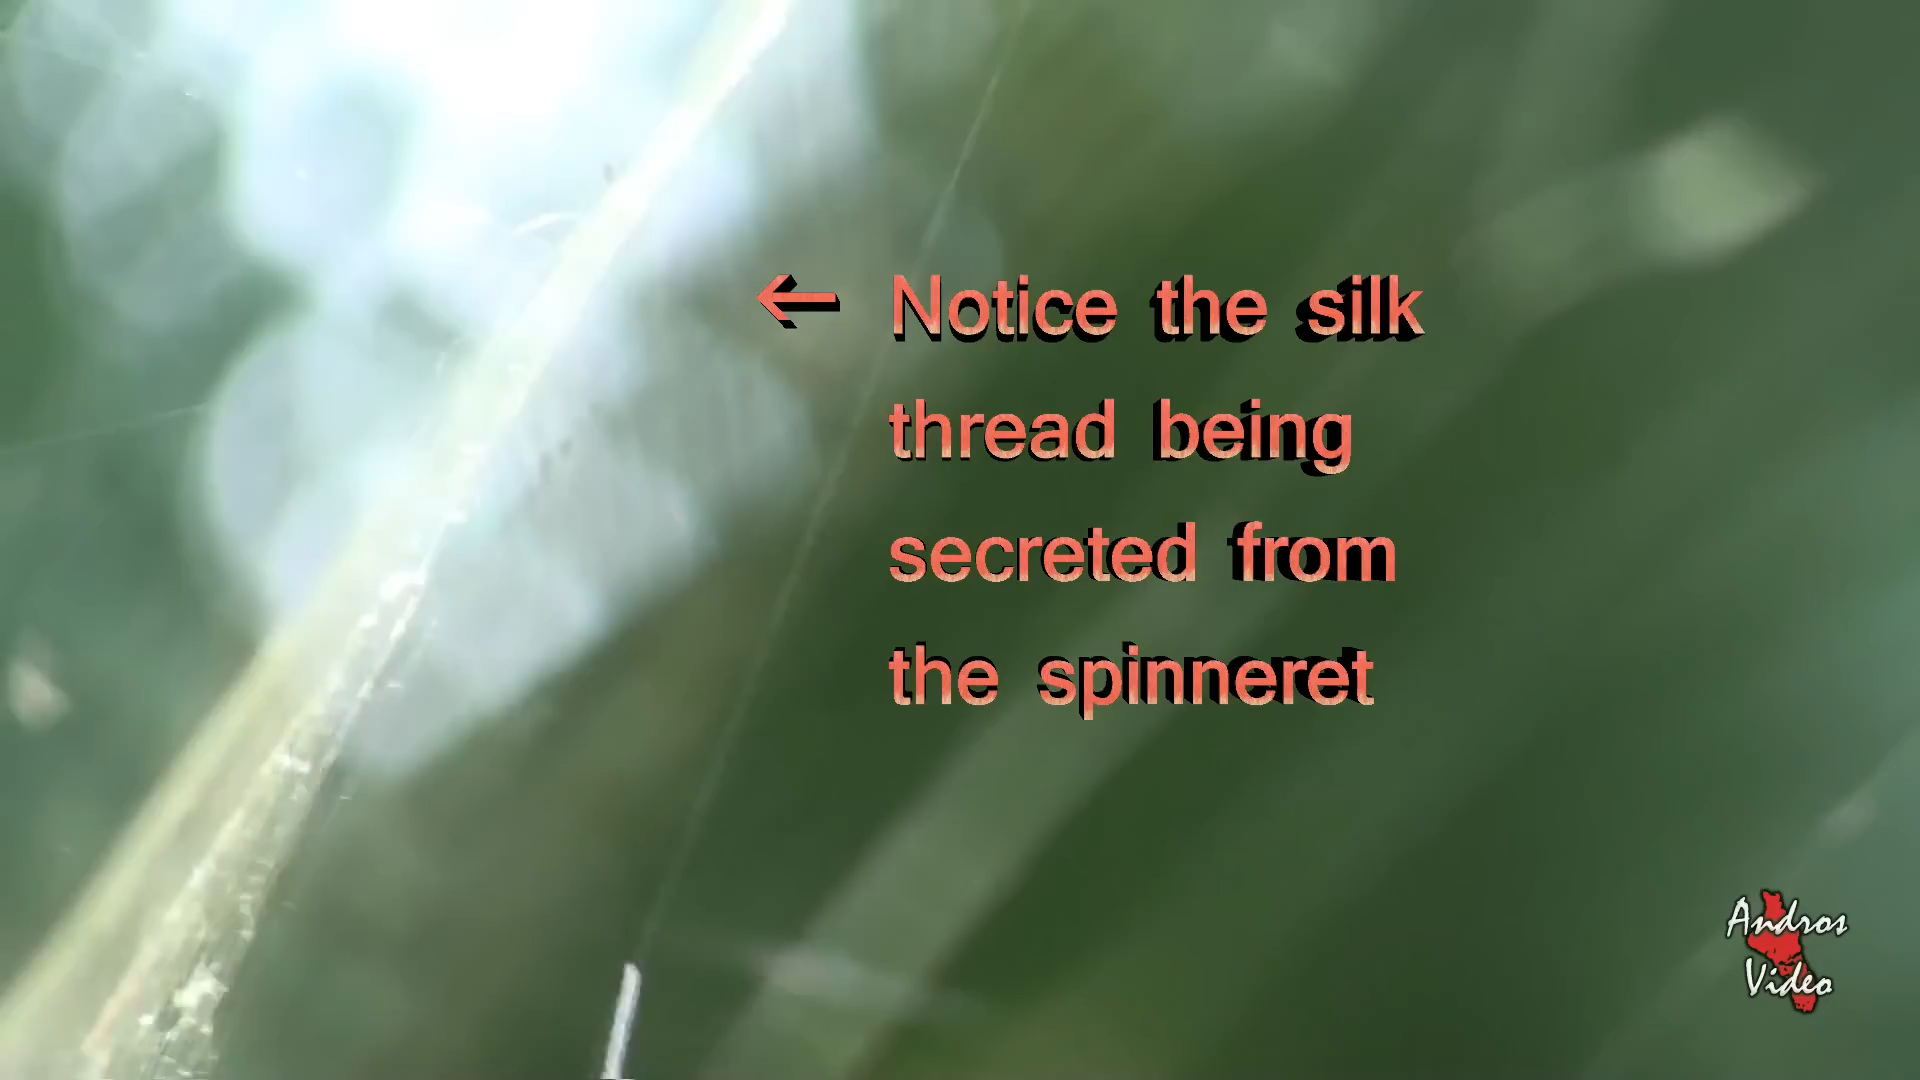 ← Notice the silk
thread being
secreted from
the spinneret
Andros
Video